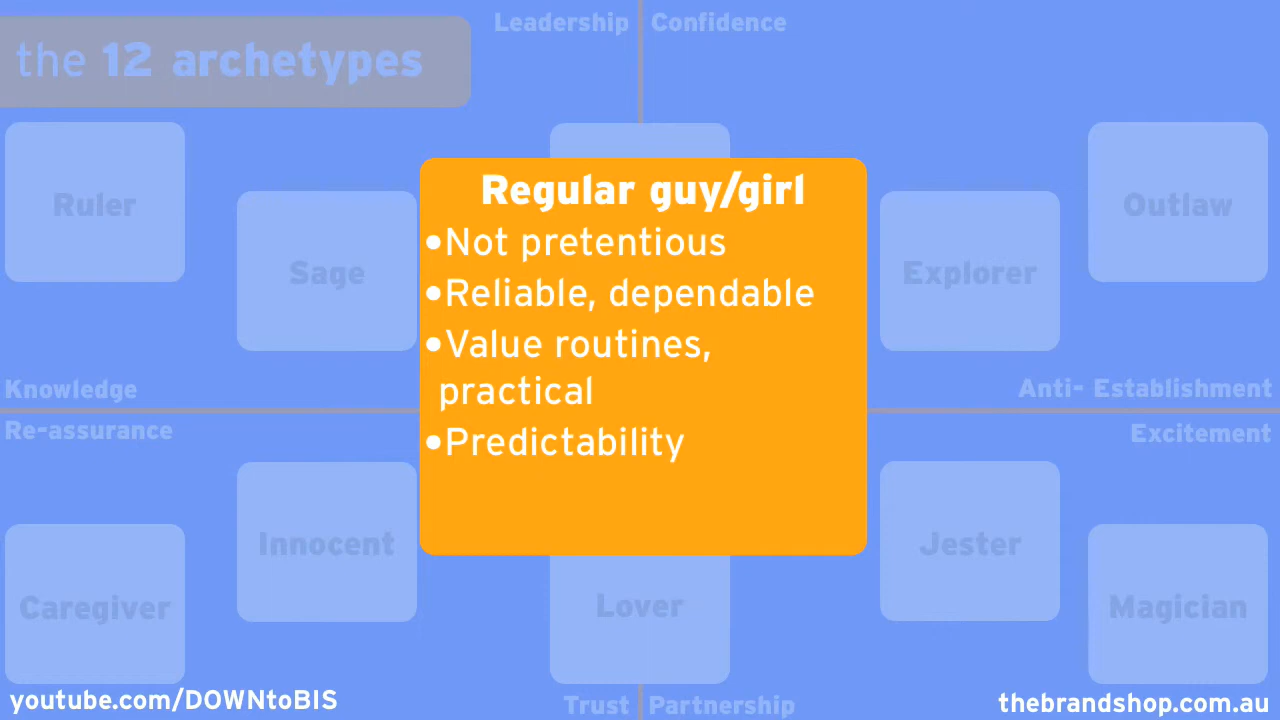 Leadership
Confidence
the 12 archetypes
Ruler
Sage
Explorer
Outlaw
Regular guy/girl
•Not pretentious
•Reliable, dependable
•Value routines,
practical
•Predictability
Knowledge
Anti- Establishment
Re-assurance
Excitement
Caregiver
Innocent
Lover
Jester
Magician
youtube.com/DOWNtoBIS
Trust
Partnership
thebrandshop.com.au